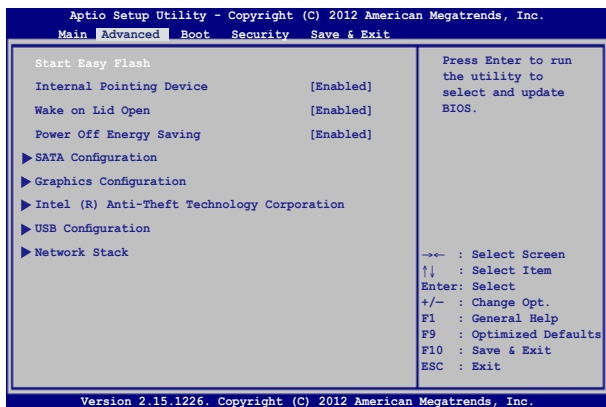 Aptio Setup Utility - Copyright (C) 2012 American Megatrends, Inc.
Main Advanced Boot Security Save & Exit
Start Easy Flash
Internal Pointing Device [Enabled]
Wake on Lid Open [Enabled]
Power Off Energy Saving [Enabled]
SATA Configuration
Graphics Configuration
Intel (R) Anti-Theft Technology Corporation
USB Configuration
Network Stack
Press Enter to run
the utility to
select and update
BIOS.
→← : Select Screen
↑↓ : Select Item
Enter: Select
+/— : Change Opt.
F1 : General Help
F9 : Optimized Defaults
F10 : Save & Exit
ESC : Exit
Version 2.15.1226. Copyright (C) 2012 American Megatrends, Inc.